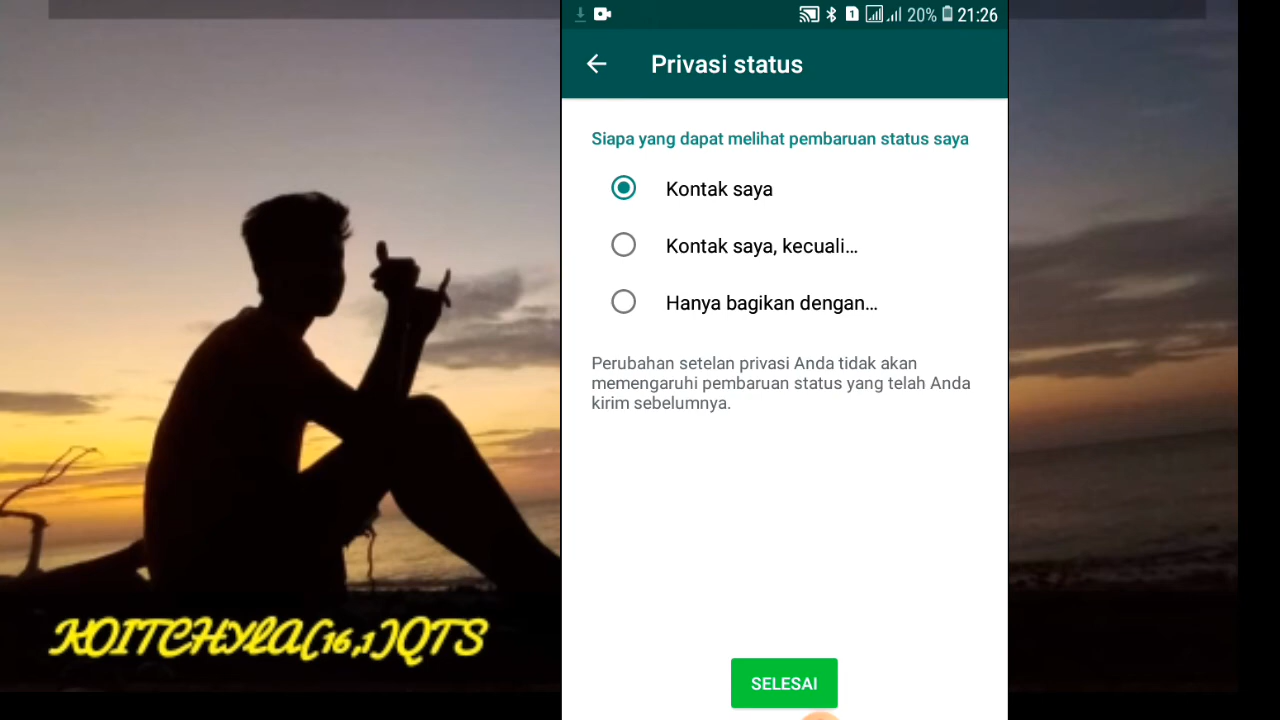 20% 21:26
Privasi status
Siapa yang dapat melihat pembaruan status saya
Kontak saya
Kontak saya, kecuali...
Hanya bagikan dengan...
Perubahan setelan privasi Anda tidak akan
memengaruhi pembaruan status yang telah Anda
kirim sebelumnya.
SELESAI
KOITCHYLA(16,1)QTS